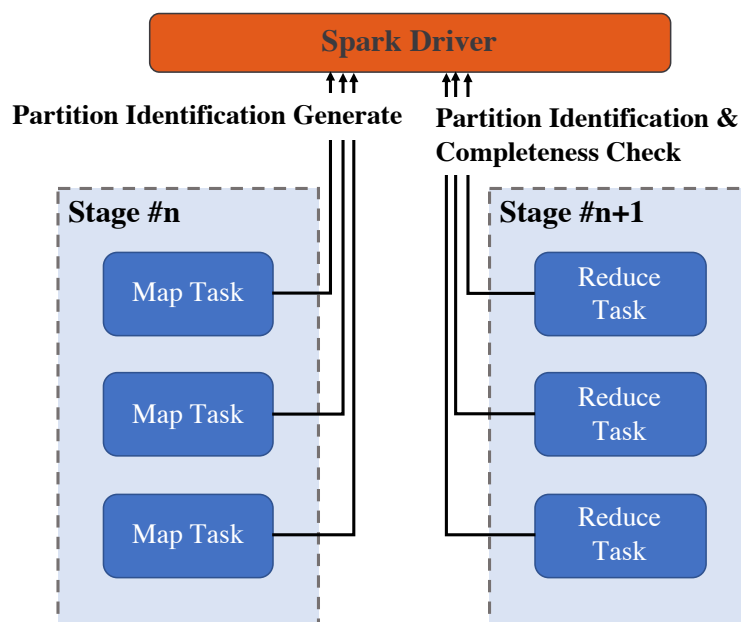 Spark Driver
Partition Identification Generate
Partition Identification &
Completeness Check
Stage #n
Map Task
Map Task
Map Task
Stage #n+1
Reduce
Task
Reduce
Task
Reduce
Task